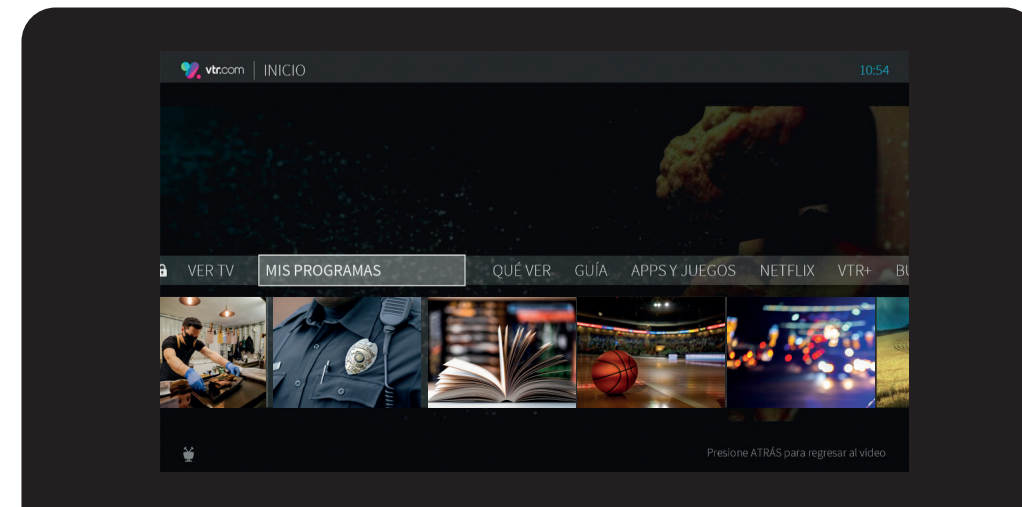 vtr.com | INICIO 10:54
VER TV MIS PROGRAMAS QUÉ VER GUÍA APPS Y JUEGOS NETFLIX VTR+ BU
Presione ATRÁS para regresar al video